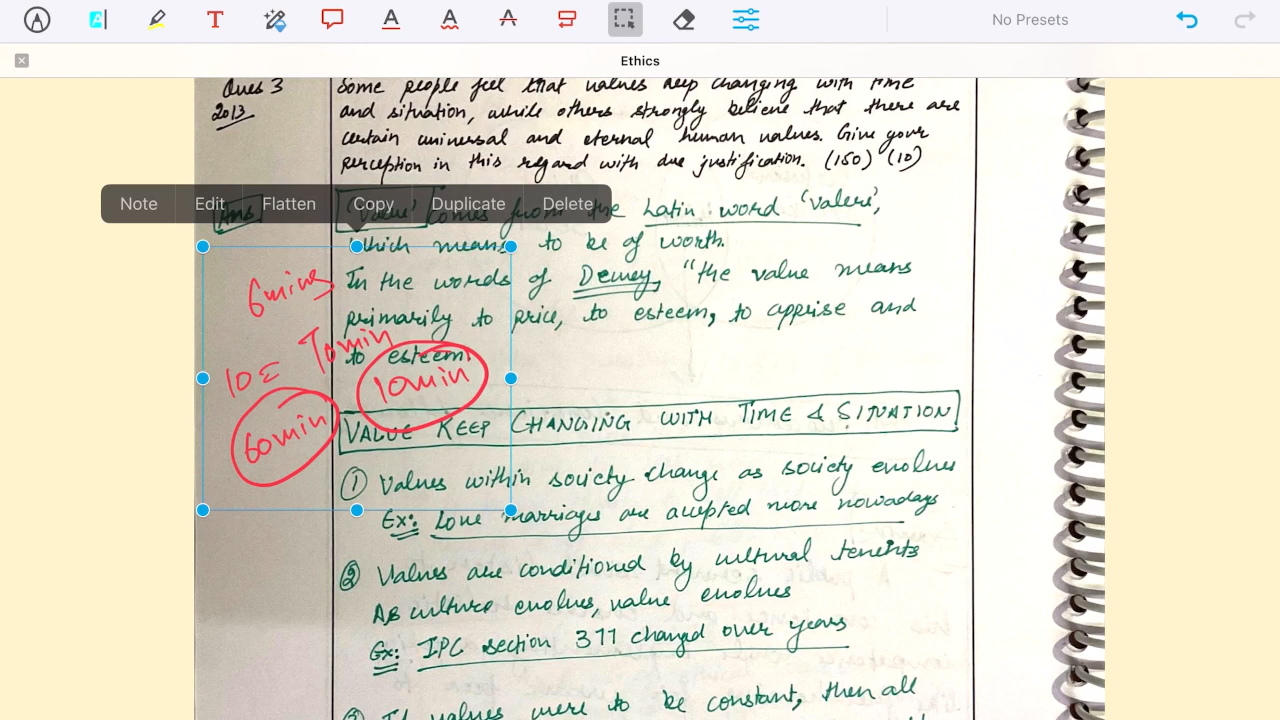 No Presets
Ethics
Ques 3
2013
Some people feel that values keep changing with time
and situation, while others strongly believe that there are
certain universal and eternal human values. Give your
perception in this regard with due justification. (150) (10)
Note Edit Flatten Copy Duplicate Delete
Ans
'Value' comes from the Latin word 'valere',
which means to be of worth.
In the words of Dewey, "the value means
primarily to price, to esteem, to apprise and
to esteem.
6mins
10E 10min
10min
60min
VALUE KEEP CHANGING WITH TIME & SITUATION
① Values within society change as society evolves
Ex: Love marriages are accepted more nowadays
② Values are conditioned by cultural tenents
As culture evolves, value evolves
Ex: IPC section 377 changed over years
③ If values were to be constant, then all